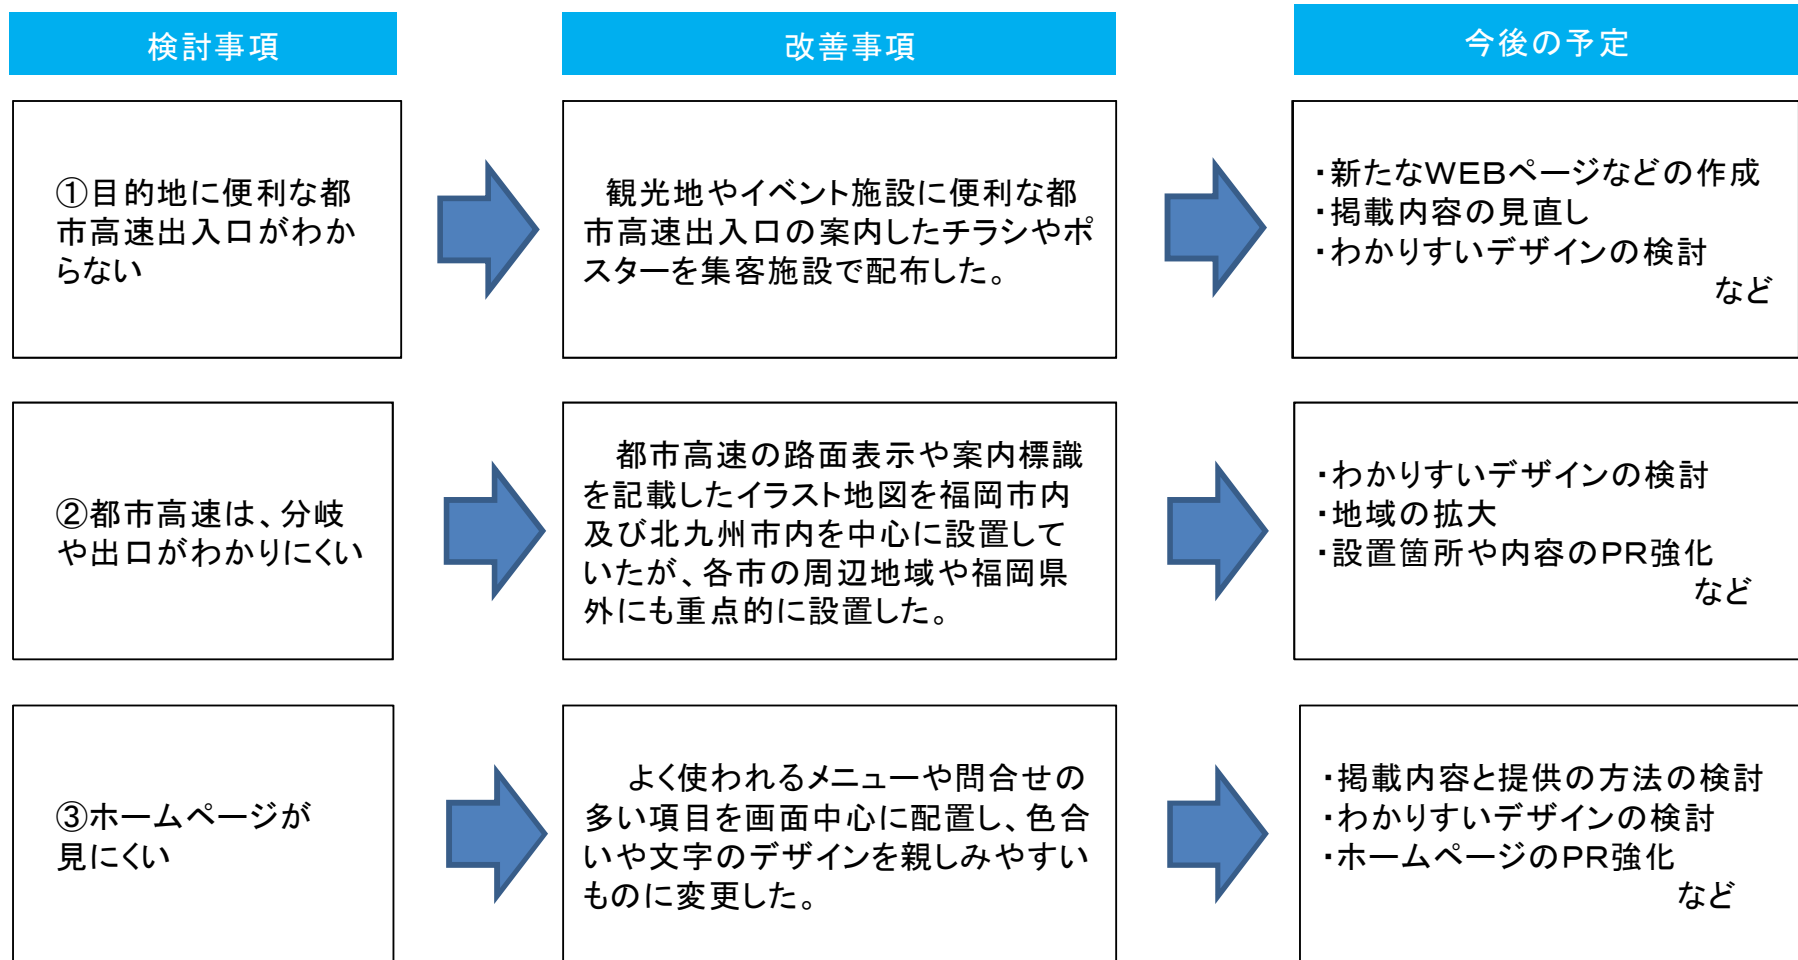 検討事項
改善事項
今後の予定
①目的地に便利な都
市高速出入口がわか
らない
観光地やイベント施設に便利な都
市高速出入口の案内したチラシやポ
スターを集客施設で配布した。
・新たなWEBページなどの作成
・掲載内容の見直し
・わかりすいデザインの検討
など
②都市高速は、分岐
や出口がわかりにくい
都市高速の路面表示や案内標識
を記載したイラスト地図を福岡市内
及び北九州市内を中心に設置して
いたが、各市の周辺地域や福岡県
外にも重点的に設置した。
・わかりすいデザインの検討
・地域の拡大
・設置箇所や内容のPR強化
など
③ホームページが
見にくい
よく使われるメニューや問合せの
多い項目を画面中心に配置し、色合
いや文字のデザインを親しみやすい
ものに変更した。
・掲載内容と提供の方法の検討
・わかりすいデザインの検討
・ホームページのPR強化
など